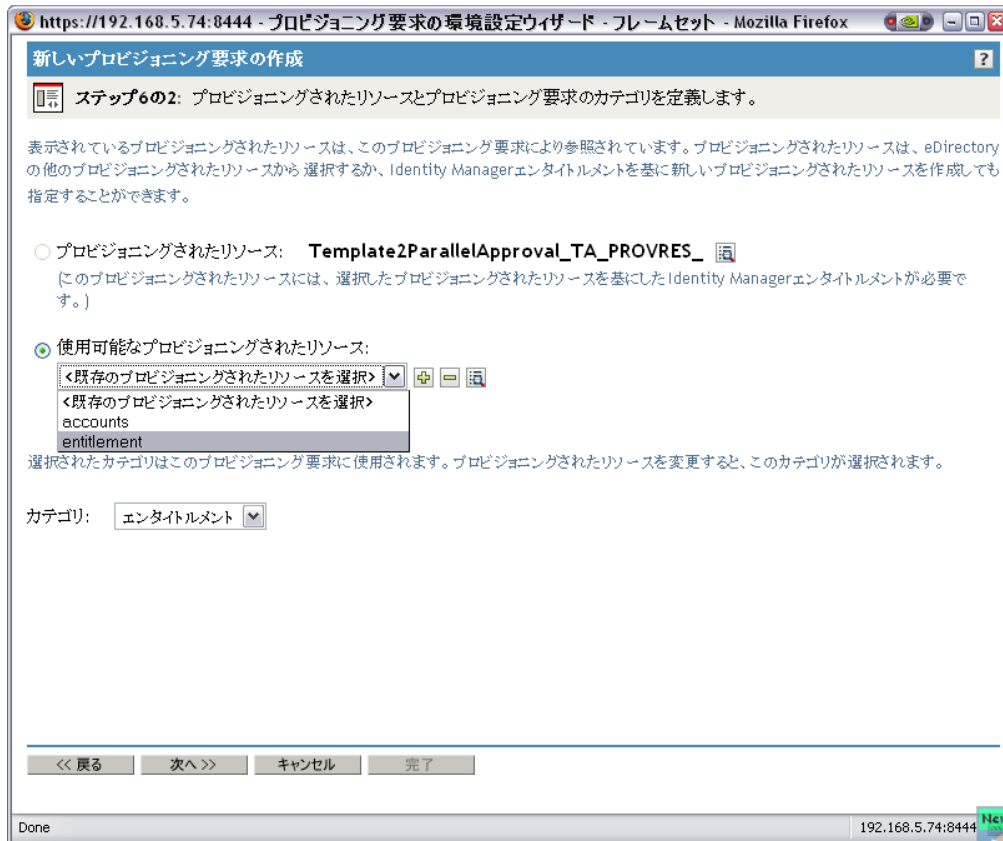 https://192.168.5.74:8444 - プロビジョニング要求の環境設定ウィザード - フレームセット - Mozilla Firefox
新しいプロビジョニング要求の作成
?
ステップ6の2: プロビジョニングされたリソースとプロビジョニング要求のカテゴリを定義します。
表示されているプロビジョニングされたリソースは、このプロビジョニング要求により参照されています。プロビジョニングされたリソースは、eDirectory
の他のプロビジョニングされたリソースから選択するか、Identity Managerエンタイトルメントを基に新しいプロビジョニングされたリソースを作成しても
指定することができます。
プロビジョニングされたリソース: Template2ParallelApproval_TA_PROVRES_
(このプロビジョニングされたリソースには、選択したプロビジョニングされたリソースを基にしたIdentity Managerエンタイトルメントが必要で
す。)
使用可能なプロビジョニングされたリソース:
<既存のプロビジョニングされたリソースを選択>
<既存のプロビジョニングされたリソースを選択>
accounts
entitlement
選択されたカテゴリはこのプロビジョニング要求に使用されます。プロビジョニングされたリソースを変更すると、このカテゴリが選択されます。
カテゴリ: エンタイトルメント
<< 戻る 次へ >> キャンセル 完了
Done 192.168.5.74:8444